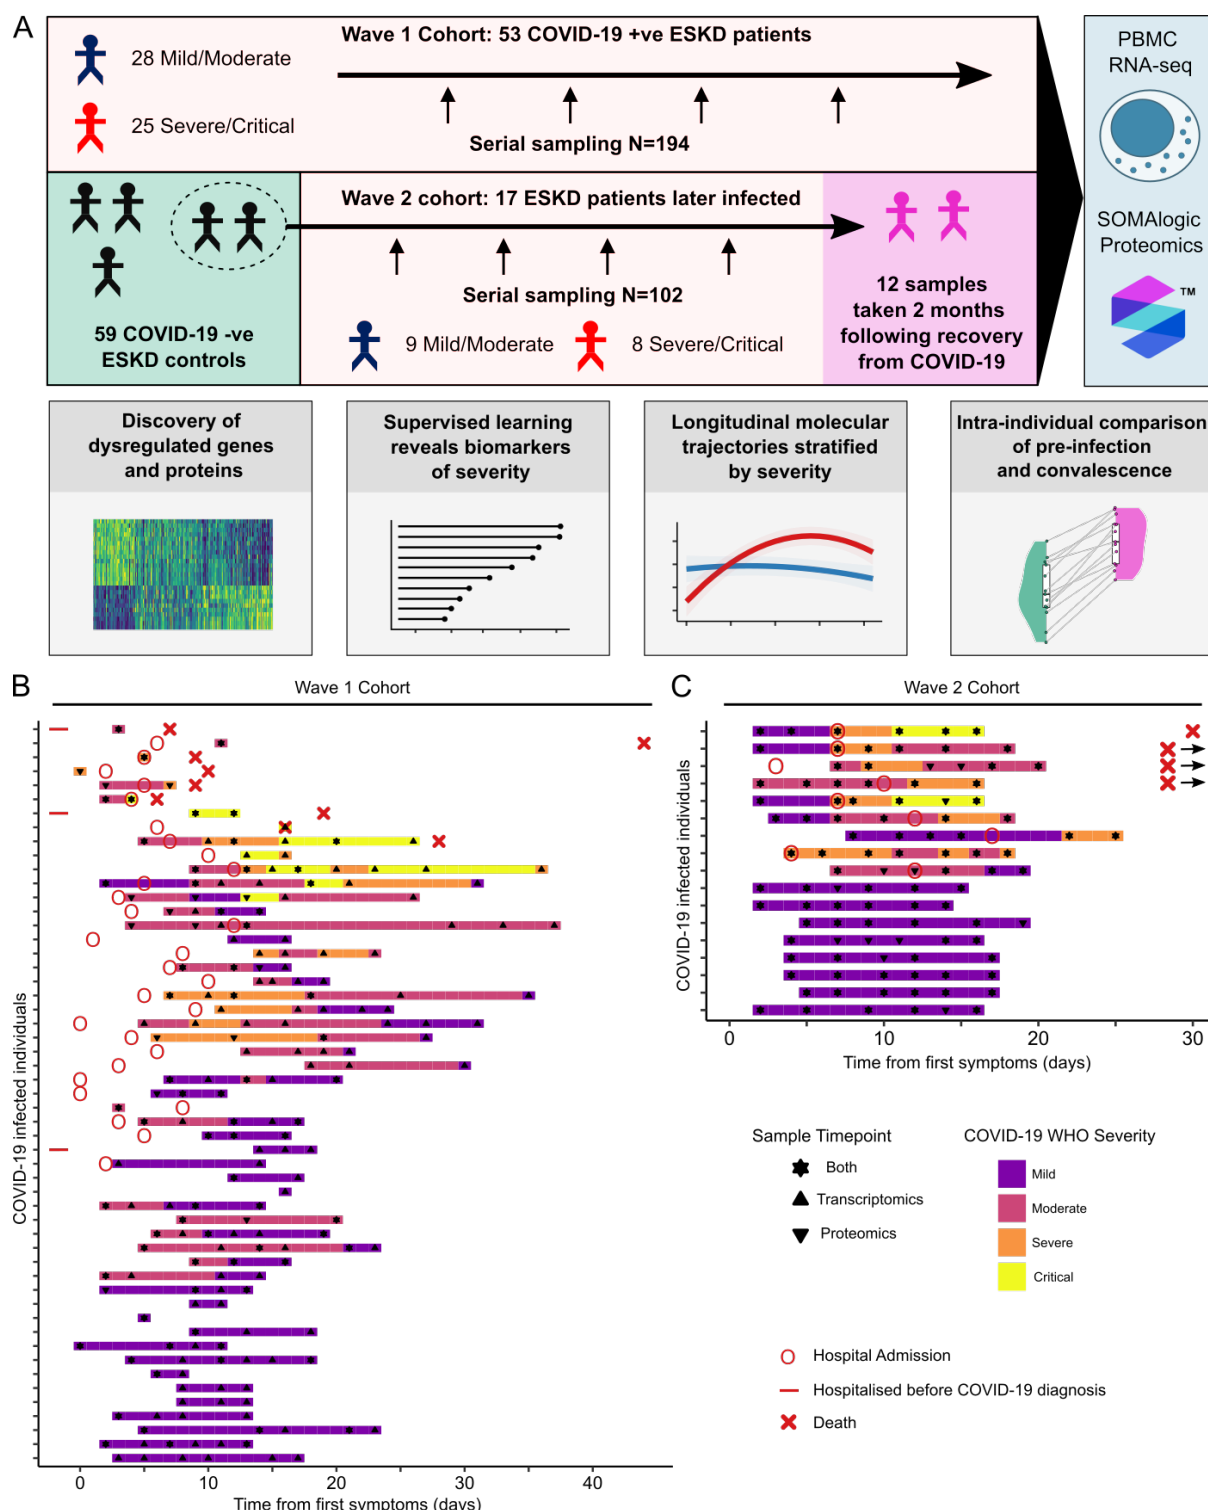 A
Wave 1 Cohort: 53 COVID-19 +ve ESKD patients
28 Mild/Moderate
25 Severe/Critical
Serial sampling N=194
PBMC
RNA-seq
Wave 2 cohort: 17 ESKD patients later infected
Serial sampling N=102
9 Mild/Moderate
8 Severe/Critical
59 COVID-19 -ve
ESKD controls
12 samples
taken 2 months
following recovery
from COVID-19
SOMAlogic
Proteomics
TM
Discovery of
dysregulated genes
and proteins
Supervised learning
reveals biomarkers
of severity
Longitudinal molecular
trajectories stratified
by severity
Intra-individual comparison
of pre-infection
and convalescence
B
Wave 1 Cohort
COVID-19 infected individuals
0 10 20 30 40
Time from first symptoms (days)
C
Wave 2 Cohort
COVID-19 infected individuals
0 10 20 30
Time from first symptoms (days)
Sample Timepoint
Both
Transcriptomics
Proteomics
COVID-19 WHO Severity
Mild
Moderate
Severe
Critical
Hospital Admission
Hospitalised before COVID-19 diagnosis
Death